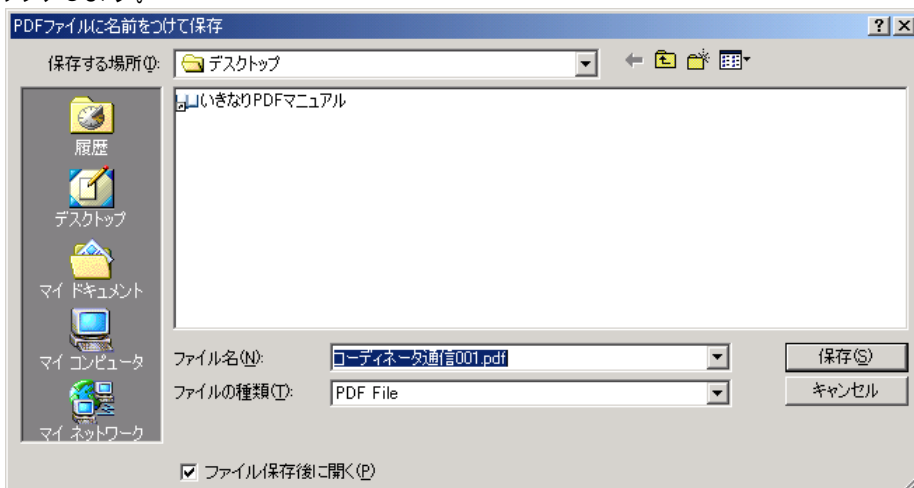 PDFファイルに名前をつけて保存
保存する場所(I):
デスクトップ
いきなりPDFマニュアル
履歴
デスクトップ
マイ ドキュメント
マイ コンピュータ
マイ ネットワーク
ファイル名(N):
コーディネータ通信001.pdf
保存(S)
ファイルの種類(T):
PDF File
キャンセル
ファイル保存後に開く(P)